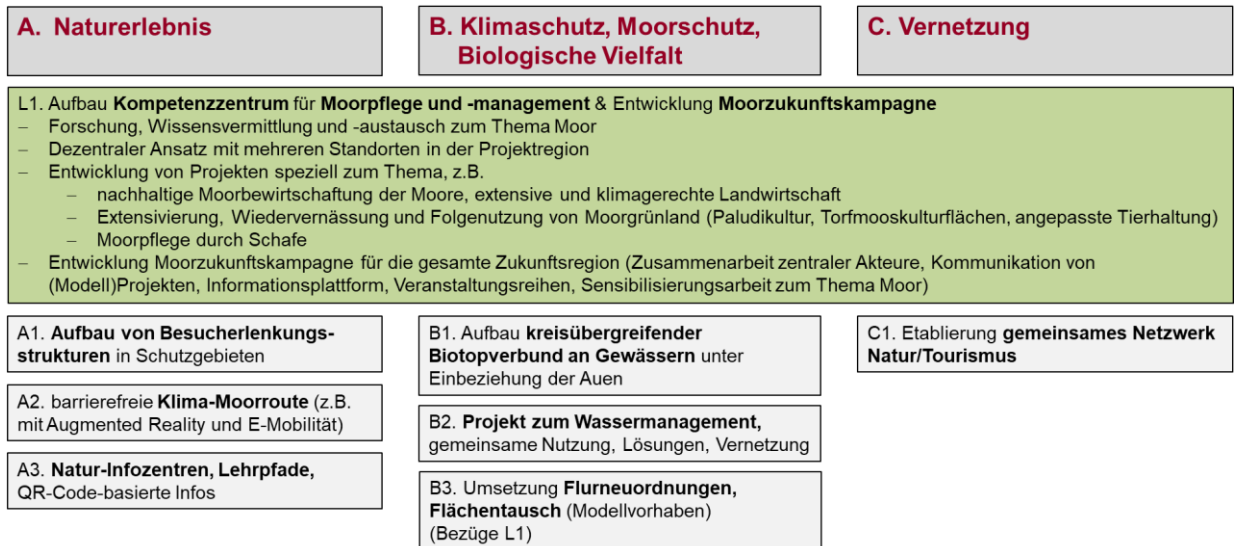 A. Naturerlebnis
B. Klimaschutz, Moorschutz,
Biologische Vielfalt
C. Vernetzung
L1. Aufbau Kompetenzzentrum für Moorpflege und -management & Entwicklung Moorzukunftskampagne
– Forschung, Wissensvermittlung und -austausch zum Thema Moor
– Dezentraler Ansatz mit mehreren Standorten in der Projektregion
– Entwicklung von Projekten speziell zum Thema, z.B.
– nachhaltige Moorbewirtschaftung der Moore, extensive und klimagerechte Landwirtschaft
– Extensivierung, Wiedervernässung und Folgenutzung von Moorgrünland (Paludikultur, Torfmooskulturflächen, angepasste Tierhaltung)
– Moorpflege durch Schafe
– Entwicklung Moorzukunftskampagne für die gesamte Zukunftsregion (Zusammenarbeit zentraler Akteure, Kommunikation von
(Modell)Projekten, Informationsplattform, Veranstaltungsreihen, Sensibilisierungsarbeit zum Thema Moor)
A1. Aufbau von Besucherlenkungs-
strukturen in Schutzgebieten
A2. barrierefreie Klima-Moorroute (z.B.
mit Augmented Reality und E-Mobilität)
A3. Natur-Infozentren, Lehrpfade,
QR-Code-basierte Infos
B1. Aufbau kreisübergreifender
Biotopverbund an Gewässern unter
Einbeziehung der Auen
B2. Projekt zum Wassermanagement,
gemeinsame Nutzung, Lösungen, Vernetzung
B3. Umsetzung Flurneuordnungen,
Flächentausch (Modellvorhaben)
(Bezüge L1)
C1. Etablierung gemeinsames Netzwerk
Natur/Tourismus